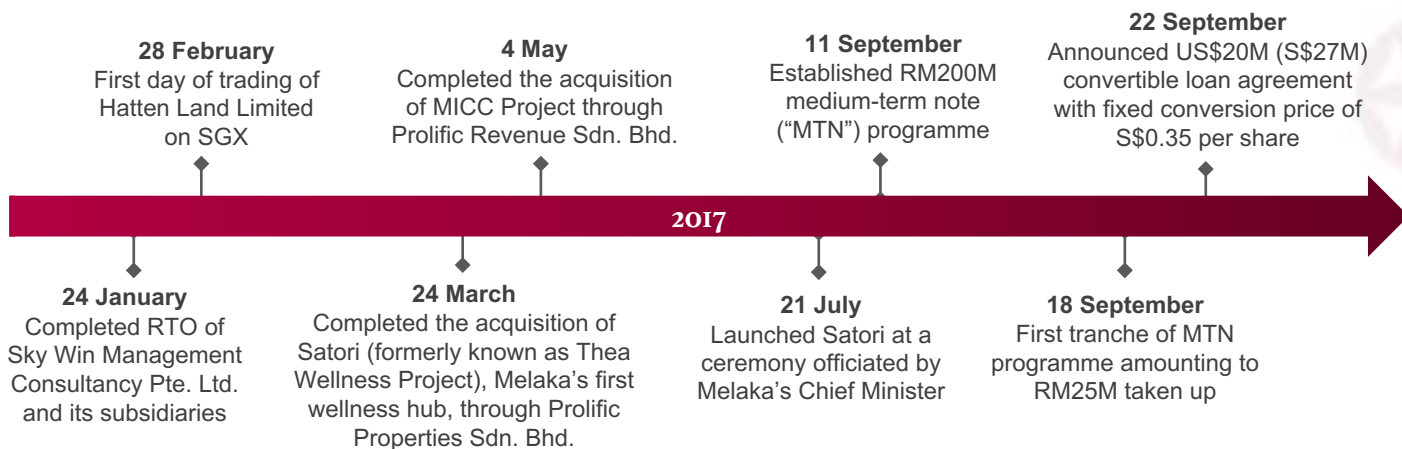 28 February
First day of trading of
Hatten Land Limited
on SGX
4 May
Completed the acquisition
of MICC Project through
Prolific Revenue Sdn. Bhd.
11 September
Established RM200M
medium-term note
(“MTN”) programme
22 September
Announced US$20M (S$27M)
convertible loan agreement
with fixed conversion price of
S$0.35 per share
2017
24 January
Completed RTO of
Sky Win Management
Consultancy Pte. Ltd.
and its subsidiaries
24 March
Completed the acquisition of
Satori (formerly known as Thea
Wellness Project), Melaka’s first
wellness hub, through Prolific
Properties Sdn. Bhd.
21 July
Launched Satori at a
ceremony officiated by
Melaka’s Chief Minister
18 September
First tranche of MTN
programme amounting to
RM25M taken up